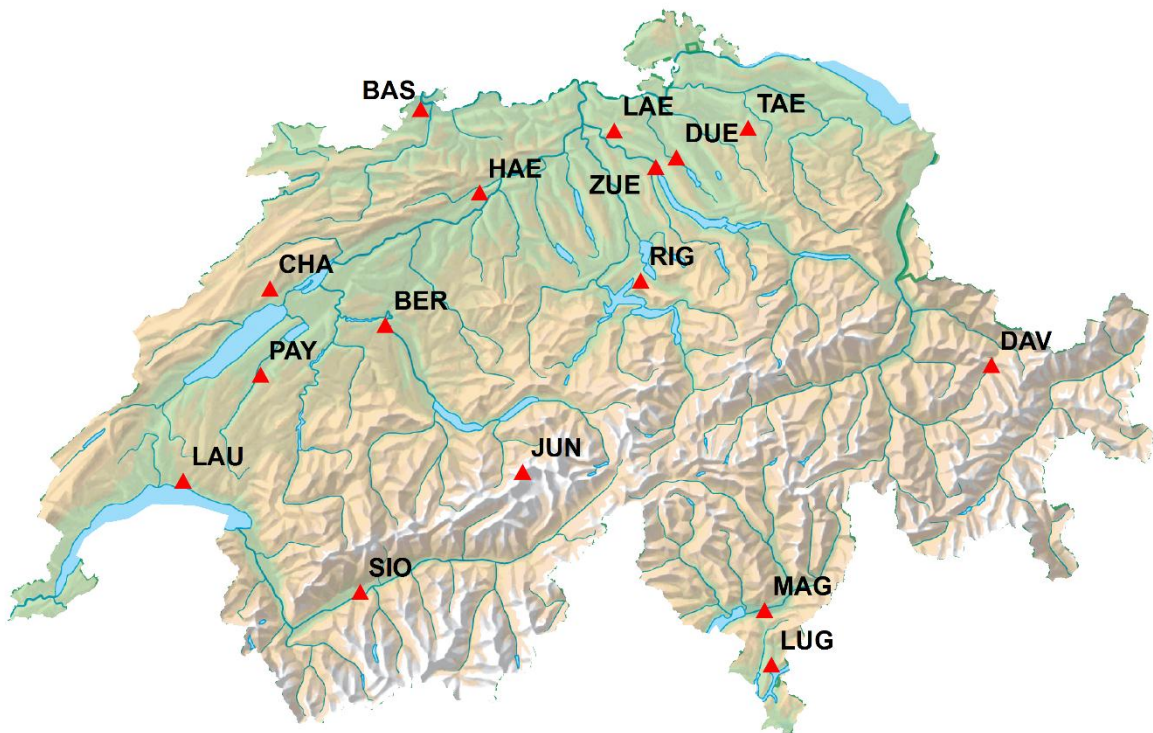 BAS
LAE
TAE
DUE
HAE
ZUE
CHA
RIG
BER
PAY
DAV
LAU
JUN
SIO
MAG
LUG